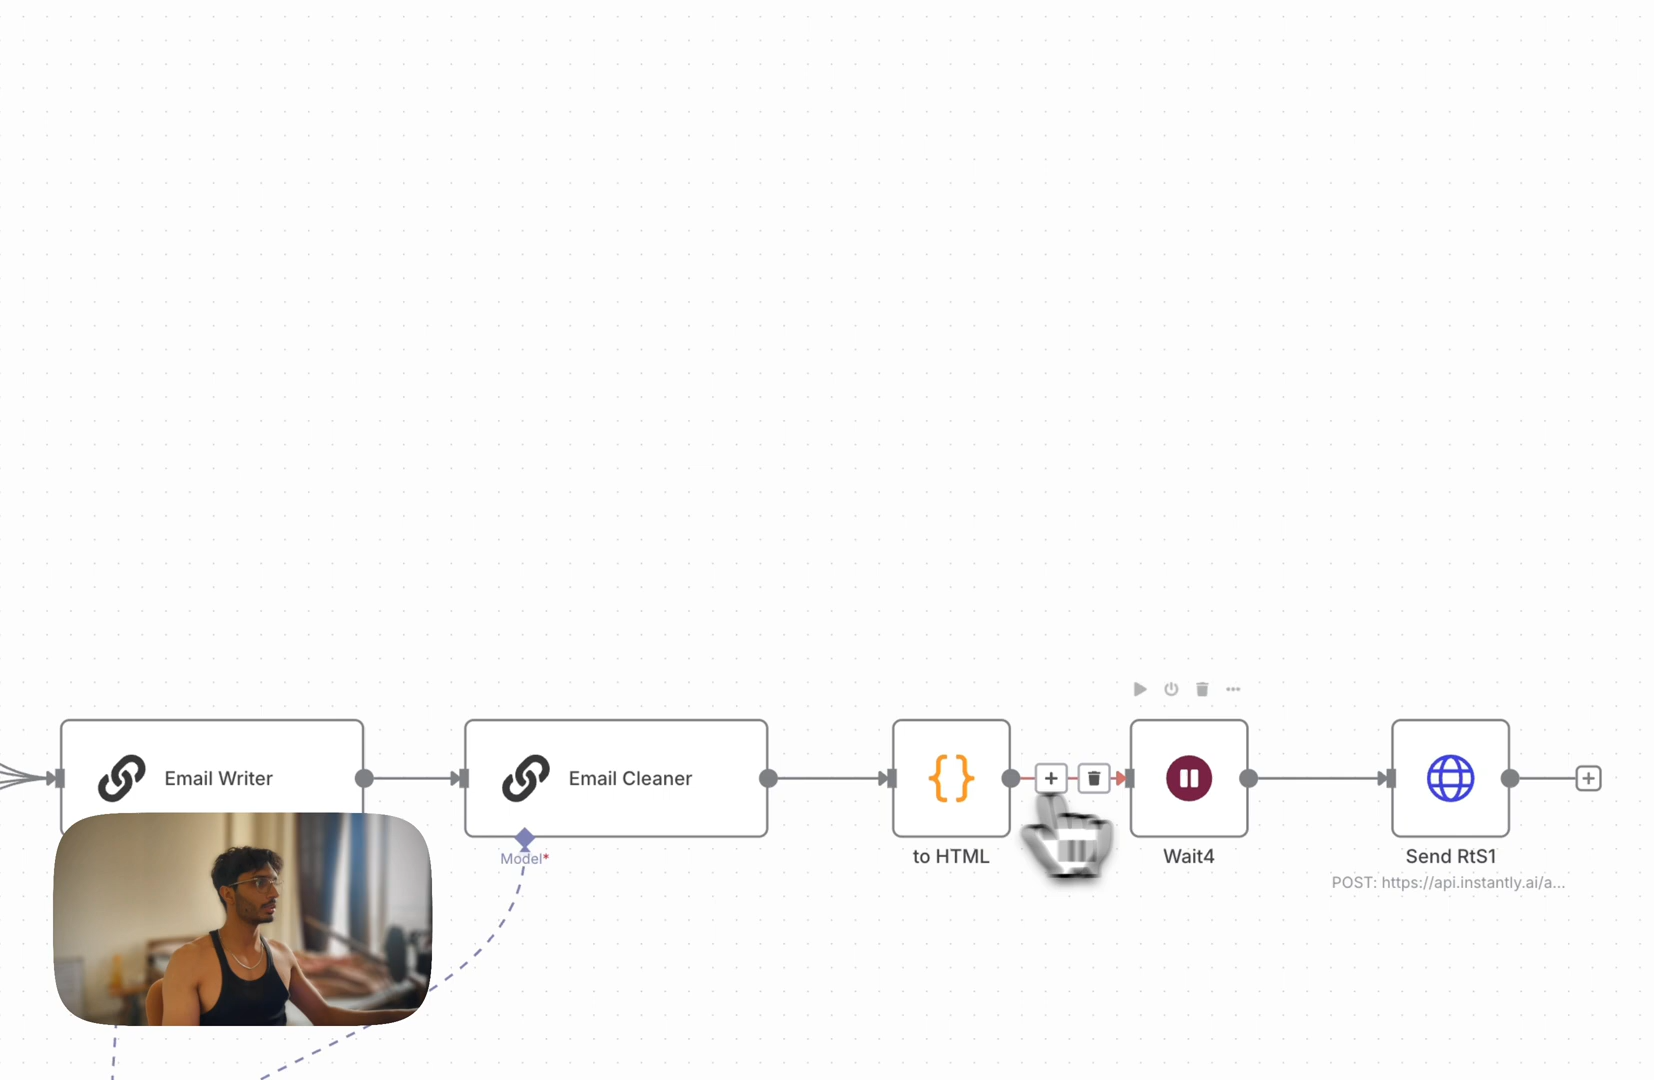 Email Writer
Email Cleaner
Model*
to HTML
Wait4
Send RtS1
POST: https://api.instantly.ai/a...